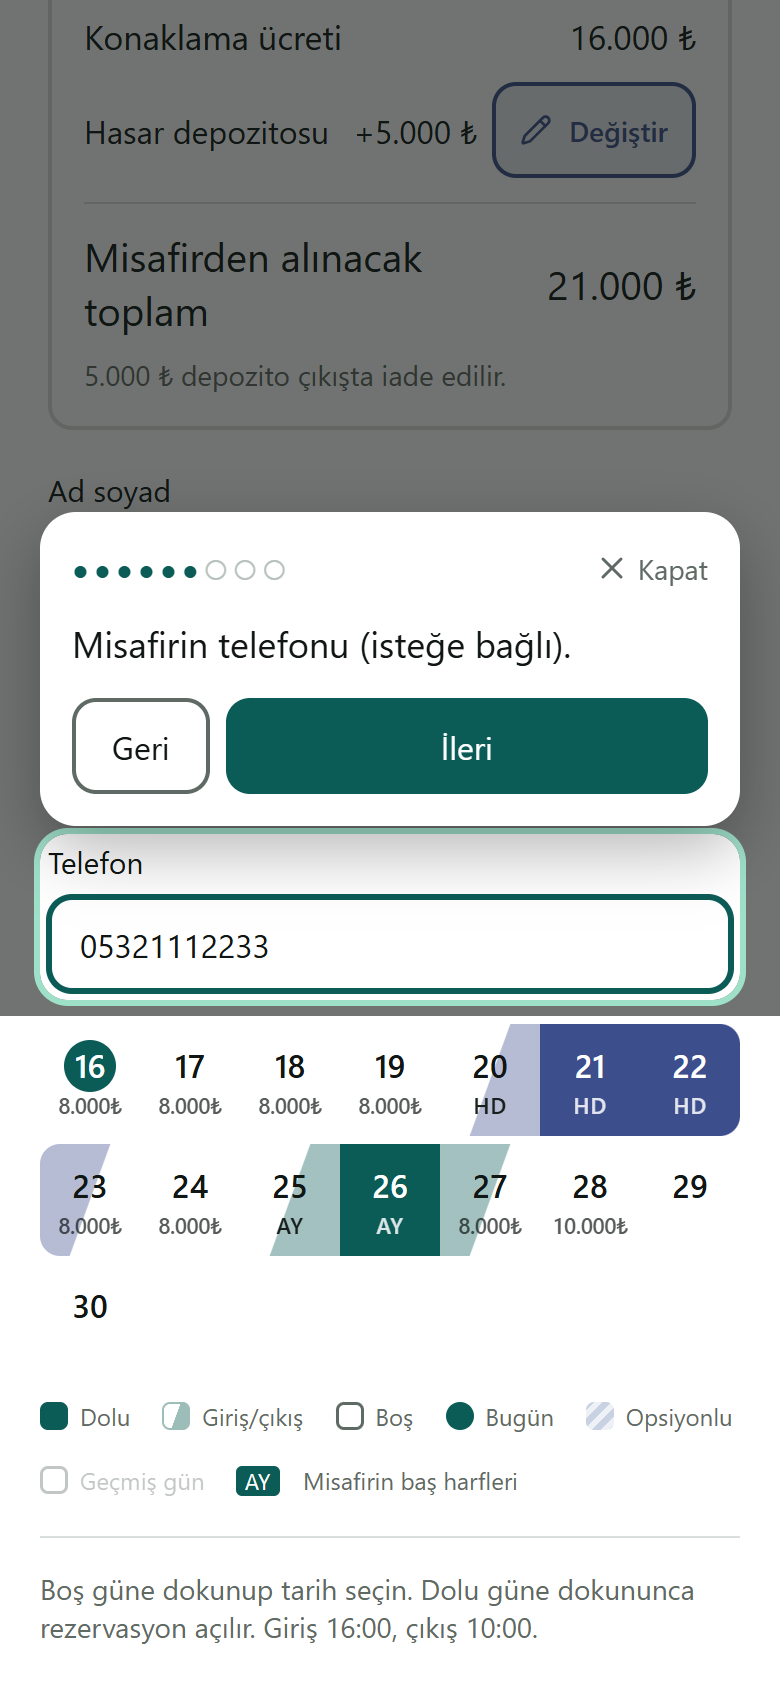 Konaklama ücreti 16.000 ₺
Hasar depozitosu +5.000 ₺ Değiştir
Misafirden alınacak
toplam 21.000 ₺
5.000 ₺ depozito çıkışta iade edilir.
Ad soyad
Kapat
Misafirin telefonu (isteğe bağlı).
Geri İleri
Telefon
05321112233
16 17 18 19 20 21 22
8.000₺ 8.000₺ 8.000₺ 8.000₺ HD HD HD
23 24 25 26 27 28 29
8.000₺ 8.000₺ AY AY 8.000₺ 10.000₺
30
Dolu Giriş/çıkış Boş Bugün Opsiyonlu
Geçmiş gün AY Misafirin baş harfleri
Boş güne dokunup tarih seçin. Dolu güne dokununca
rezervasyon açılır. Giriş 16:00, çıkış 10:00.